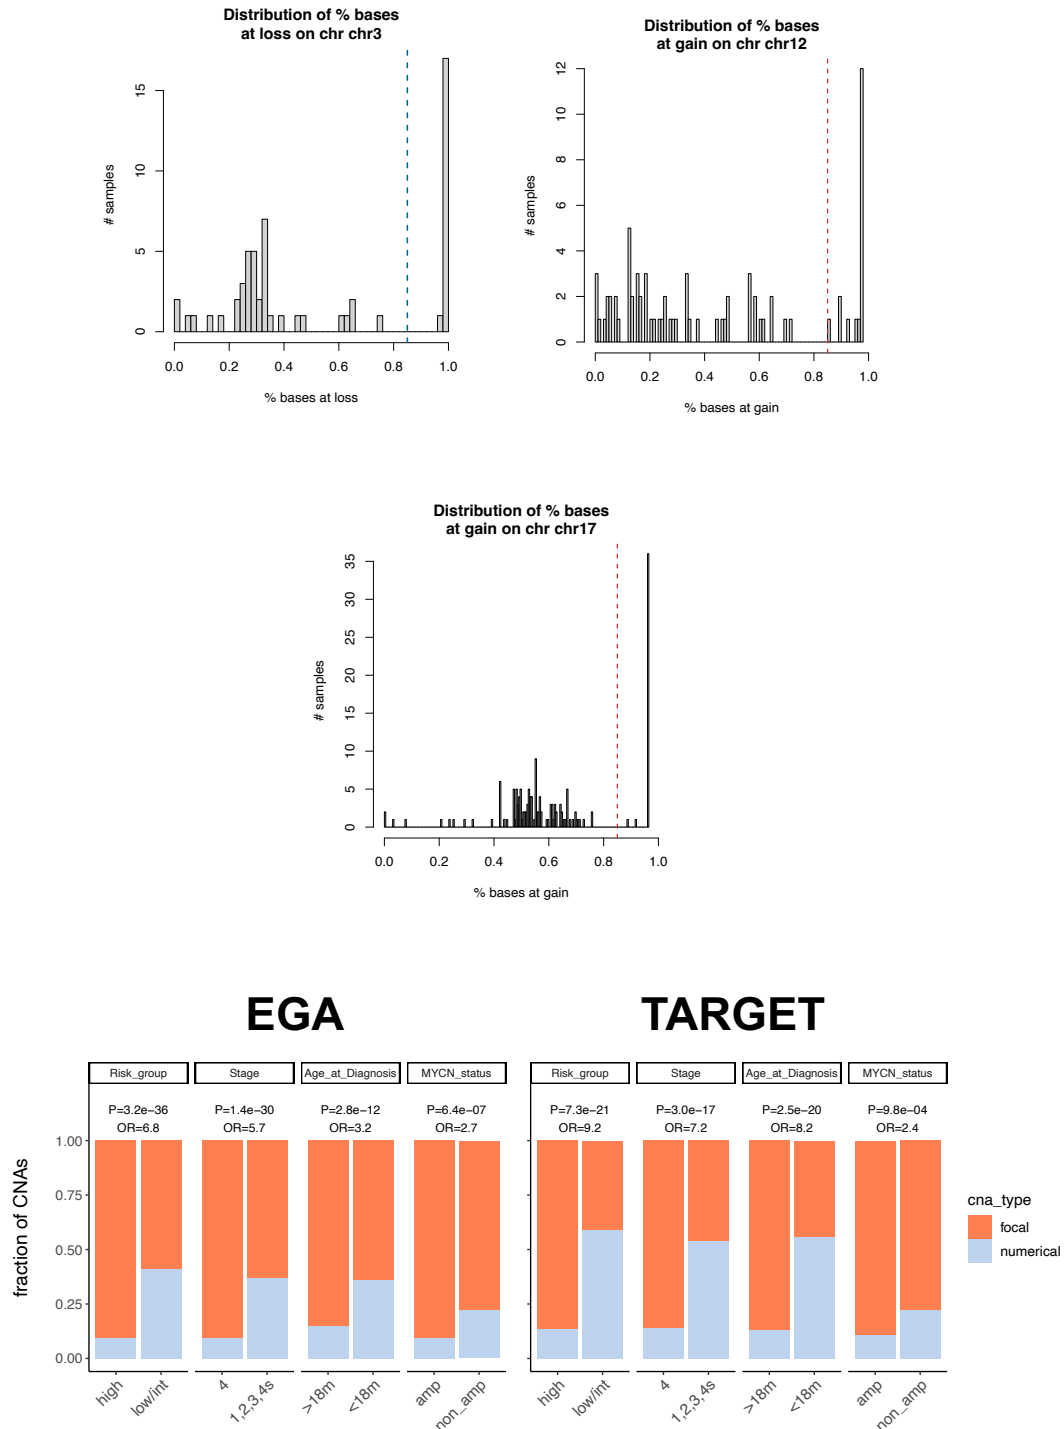 Distribution of % bases
at loss on chr chr3
# samples
0 5 10 15
0.0 0.2 0.4 0.6 0.8 1.0
% bases at loss
Distribution of % bases
at gain on chr chr12
# samples
0 2 4 6 8 10 12
0.0 0.2 0.4 0.6 0.8 1.0
% bases at gain
Distribution of % bases
at gain on chr chr17
# samples
0 5 10 15 20 25 30 35
0.0 0.2 0.4 0.6 0.8 1.0
% bases at gain
EGA
Risk_group Stage Age_at_Diagnosis MYCN_status
P=3.2e−36 P=1.4e−30 P=2.8e−12 P=6.4e−07
OR=6.8 OR=5.7 OR=3.2 OR=2.7
fraction of CNAs
1.00
0.75
0.50
0.25
0.00
high low/int 4 1,2,3,4s >18m <18m amp non_amp
TARGET
Risk_group Stage Age_at_Diagnosis MYCN_status
P=7.3e−21 P=3.0e−17 P=2.5e−20 P=9.8e−04
OR=9.2 OR=7.2 OR=8.2 OR=2.4
high low/int 4 1,2,3,4s >18m <18m amp non_amp
cna_type
focal
numerical